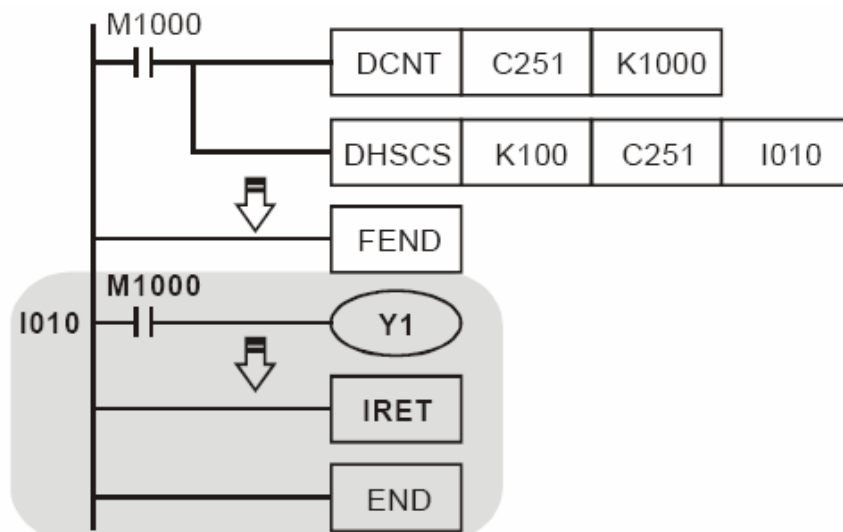 M1000
DCNT C251 K1000
DHSCS K100 C251 I010
FEND
M1000
I010 Y1
IRET
END